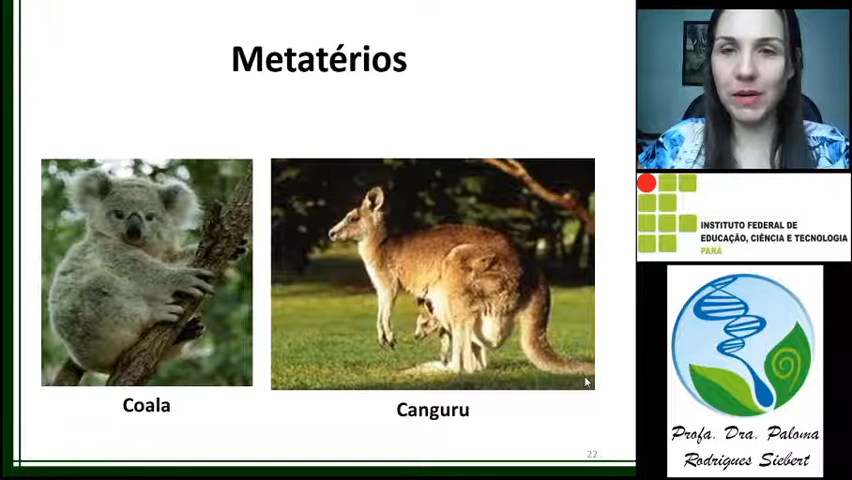 Metatérios
Coala
Canguru
22
INSTITUTO FEDERAL DE
EDUCAÇÃO, CIÊNCIA E TECNOLOGIA
PARÁ
Profa. Dra. Paloma
Rodrigues Siebert